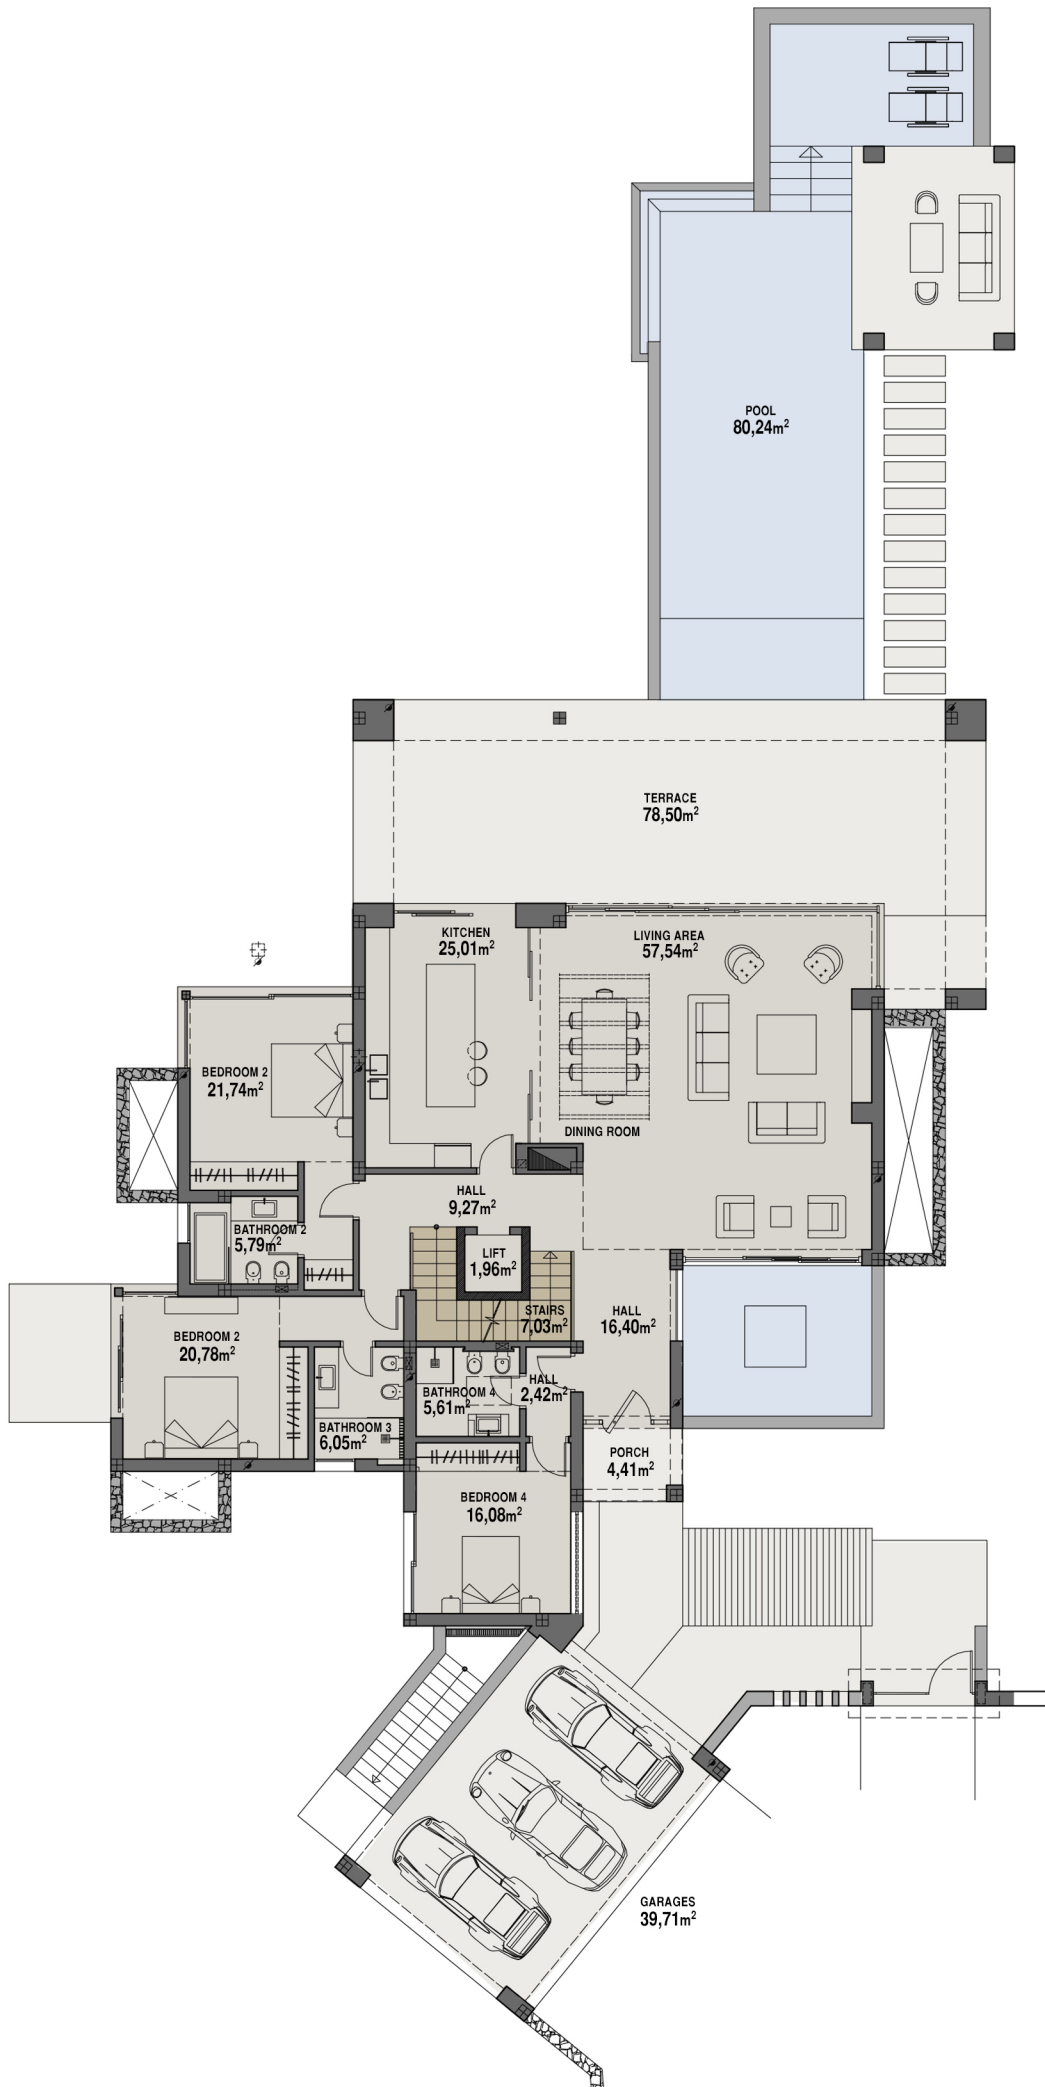 POOL
80,24m²
TERRACE
78,50m²
KITCHEN
25,01m²
LIVING AREA
57,54m²
BEDROOM 2
21,74m²
DINING ROOM
HALL
9,27m²
BATHROOM 2
5,79m²
LIFT
1,96m²
STAIRS
7,03m²
HALL
16,40m²
BEDROOM 2
20,78m²
HALL
2,42m²
BATHROOM 4
5,61m²
BATHROOM 3
6,05m²
PORCH
4,41m²
BEDROOM 4
16,08m²
GARAGES
39,71m²